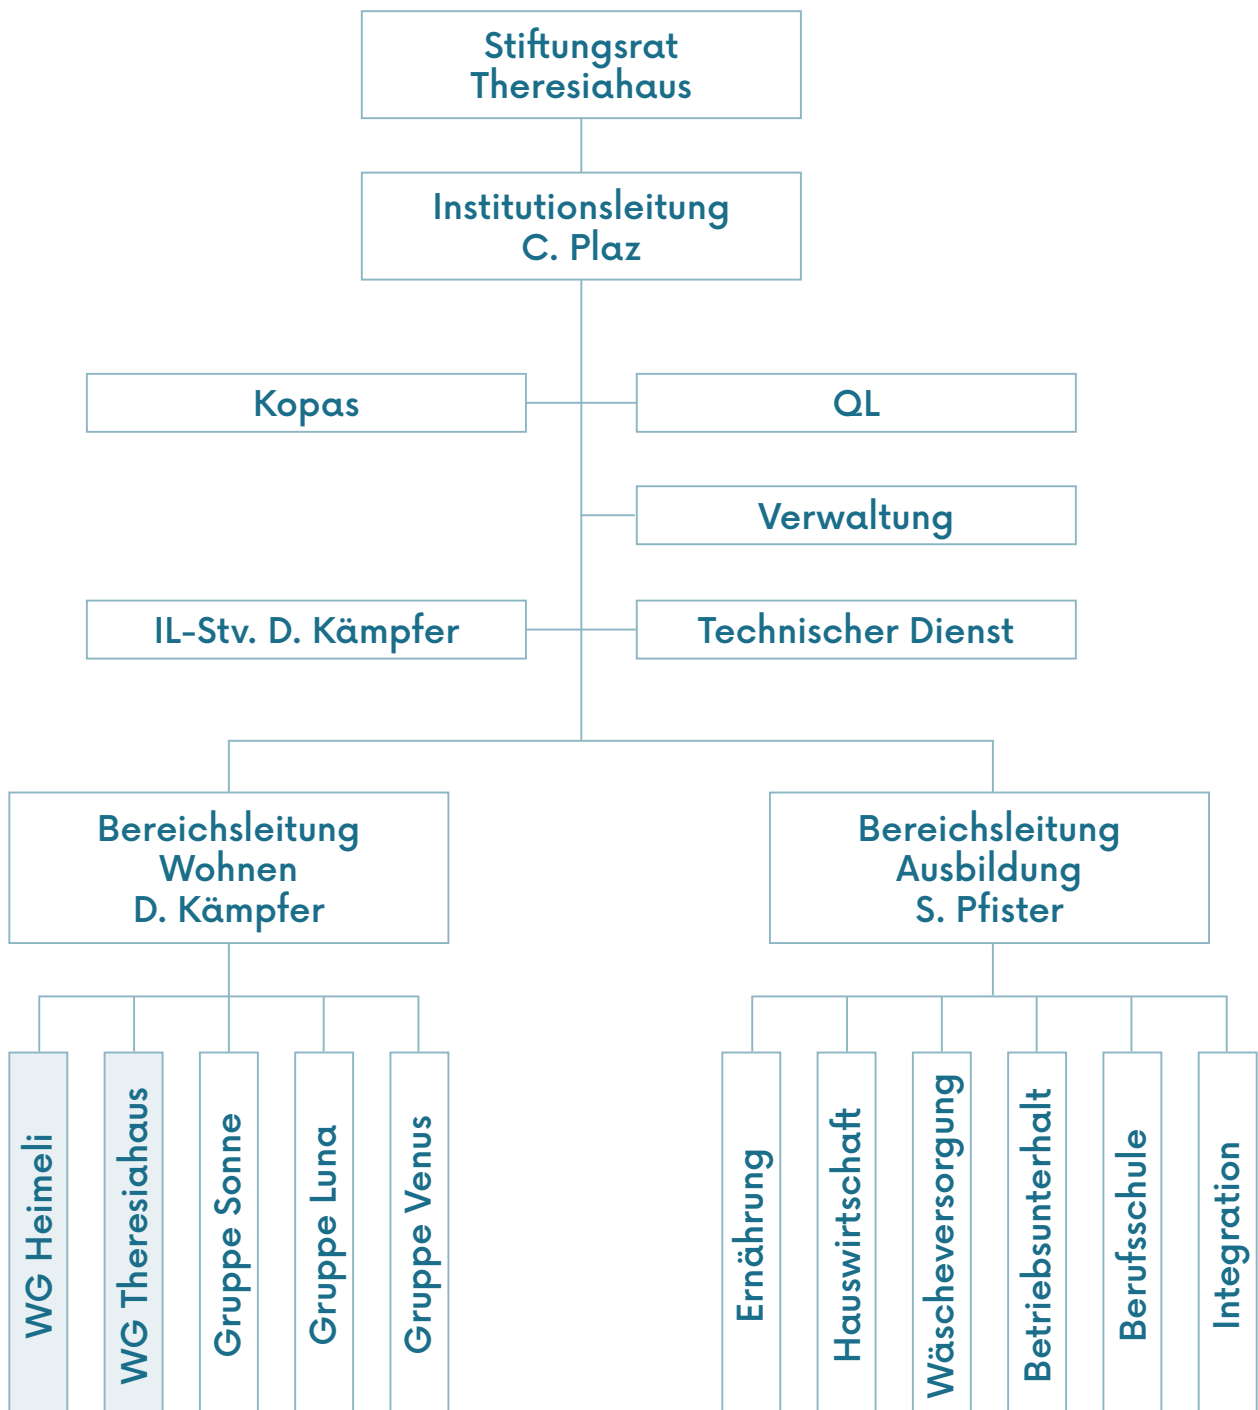 Stiftungsrat
Theresiahaus
Institutionsleitung
C. Plaz
Kopas
QL
Verwaltung
IL-Stv. D. Kämpfer
Technischer Dienst
Bereichsleitung
Wohnen
D. Kämpfer
Bereichsleitung
Ausbildung
S. Pfister
WG Heimeli
WG Theresiahaus
Gruppe Sonne
Gruppe Luna
Gruppe Venus
Ernährung
Hauswirtschaft
Wäscheversorgung
Betriebsunterhalt
Berufsschule
Integration